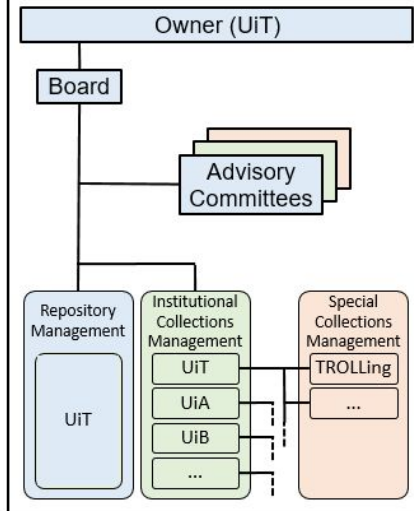 Owner (UiT)
Board
Advisory
Committees
Repository
Management
UiT
Institutional
Collections
Management
UiT
UiA
UiB
...
Special
Collections
Management
TROLLing
...